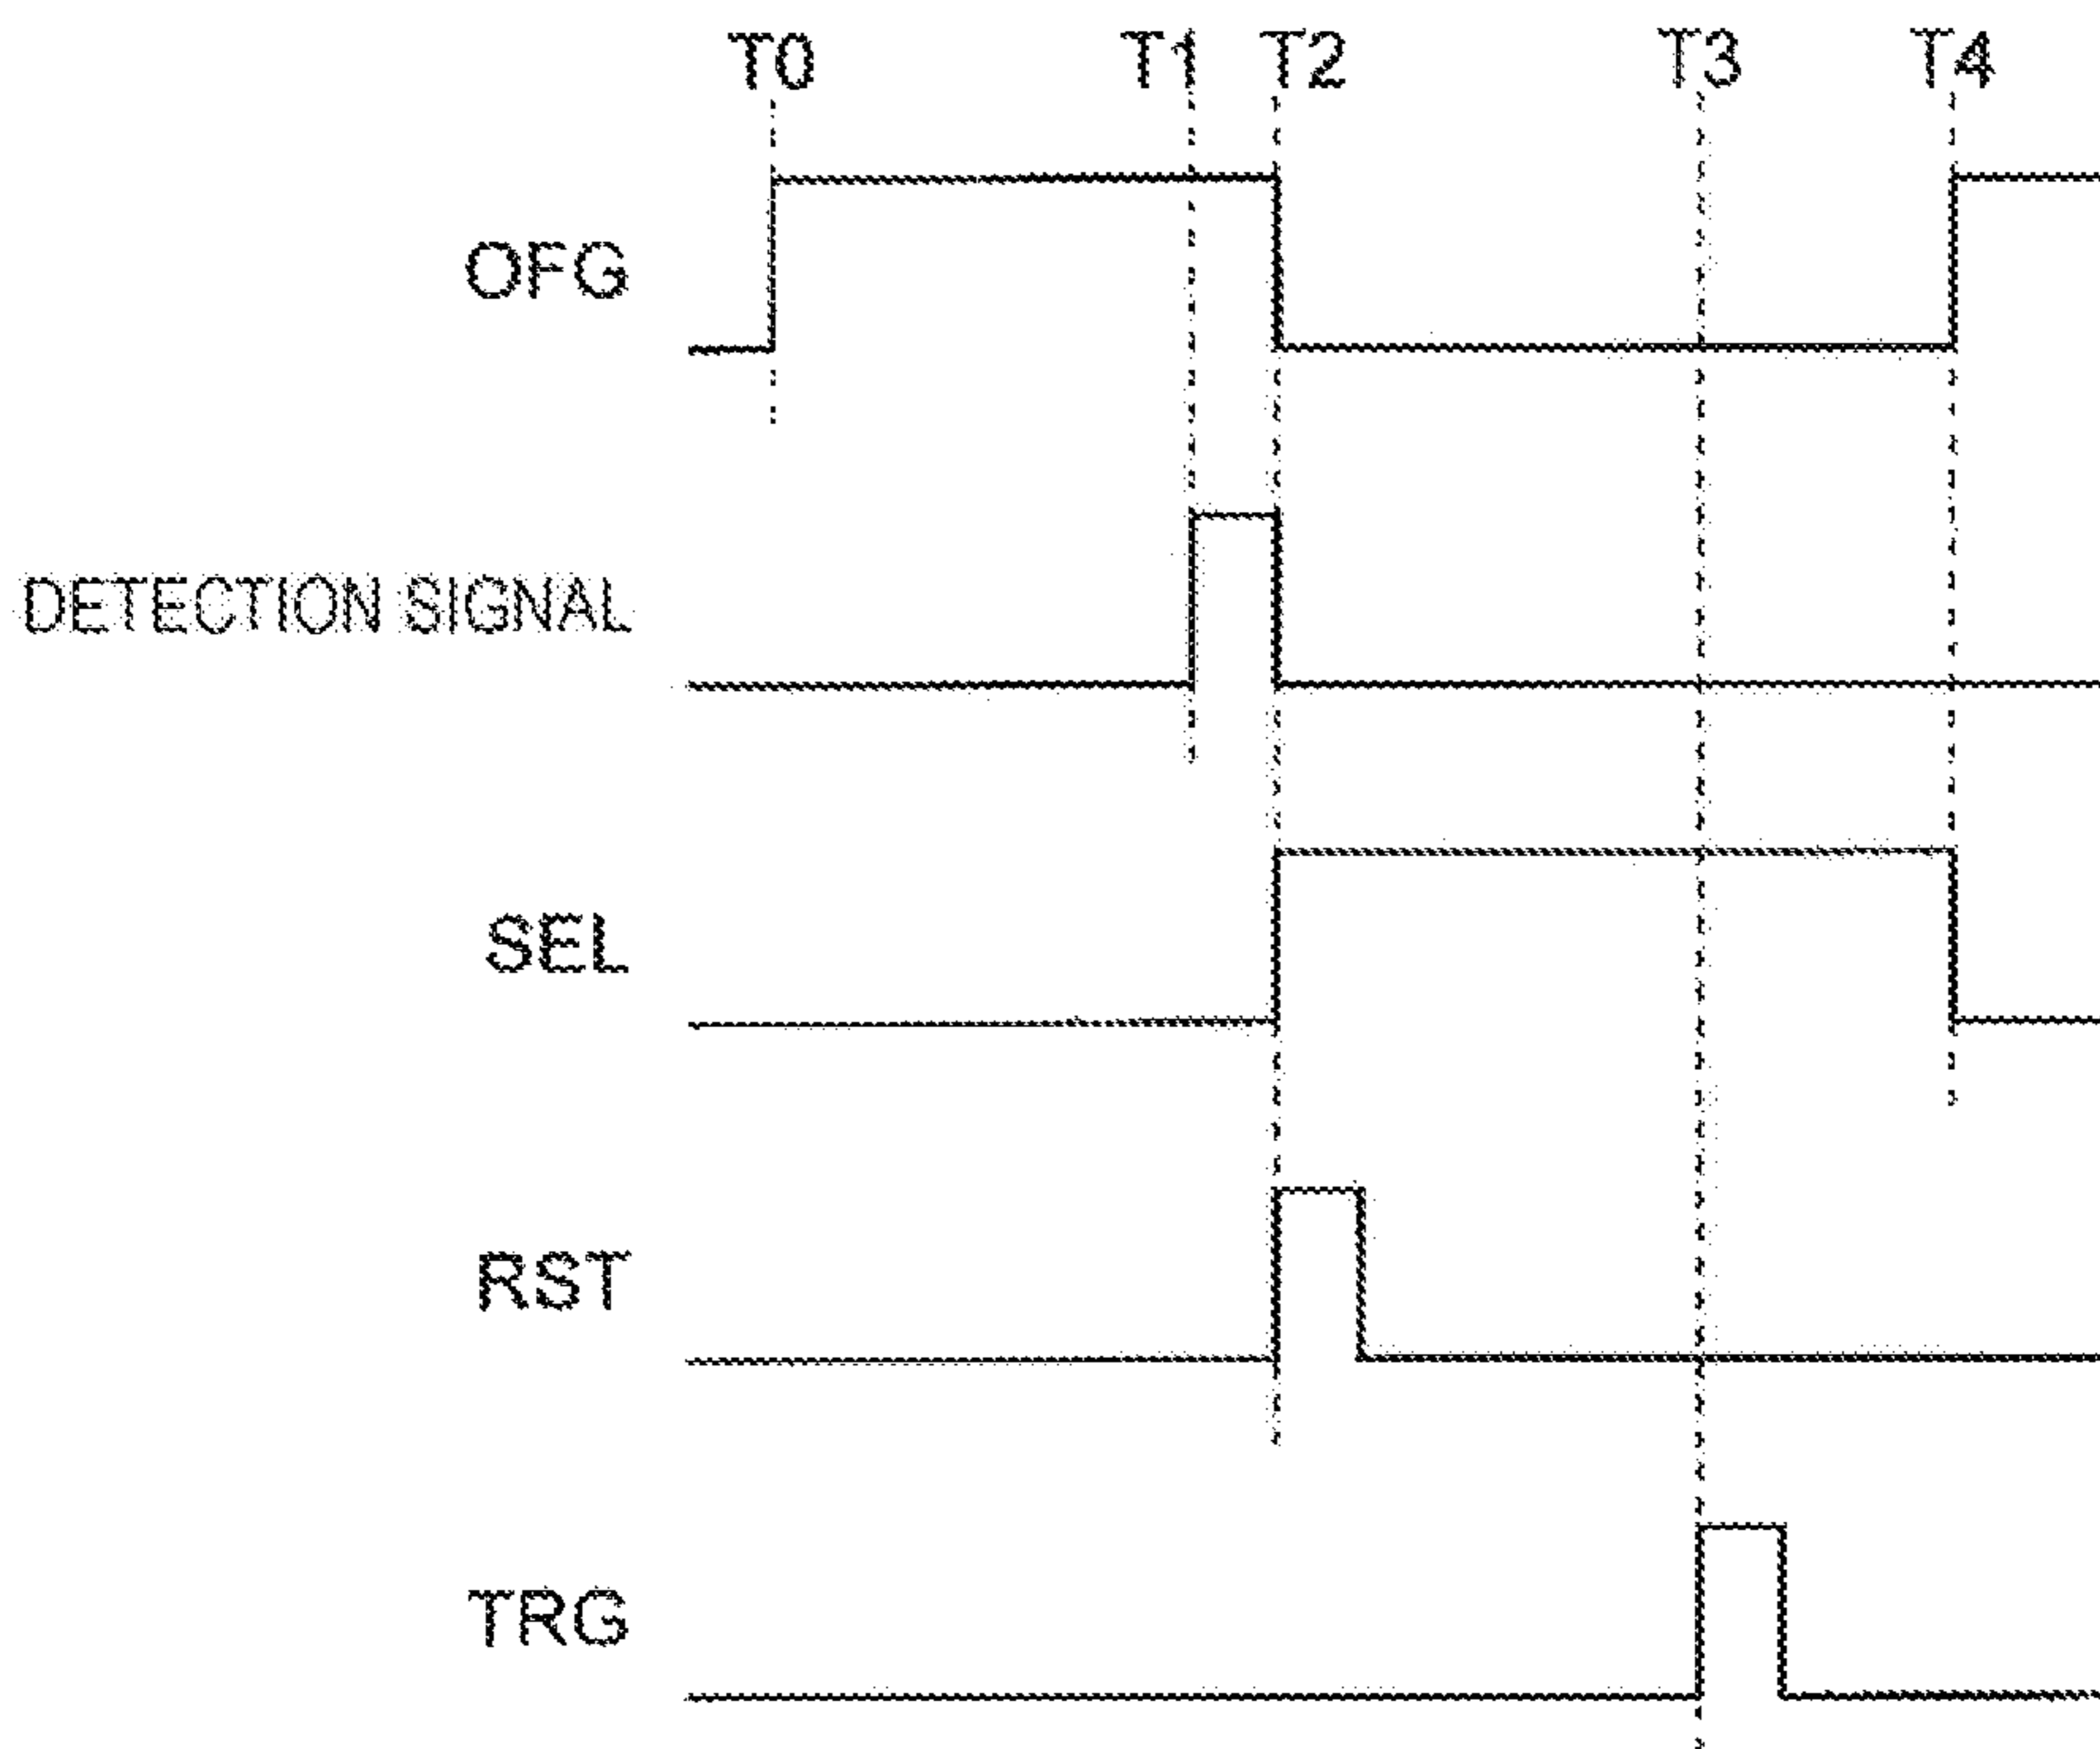 T0 T1 T2 T3 T4
OFG
DETECTION SIGNAL
SEL
RST
TRG